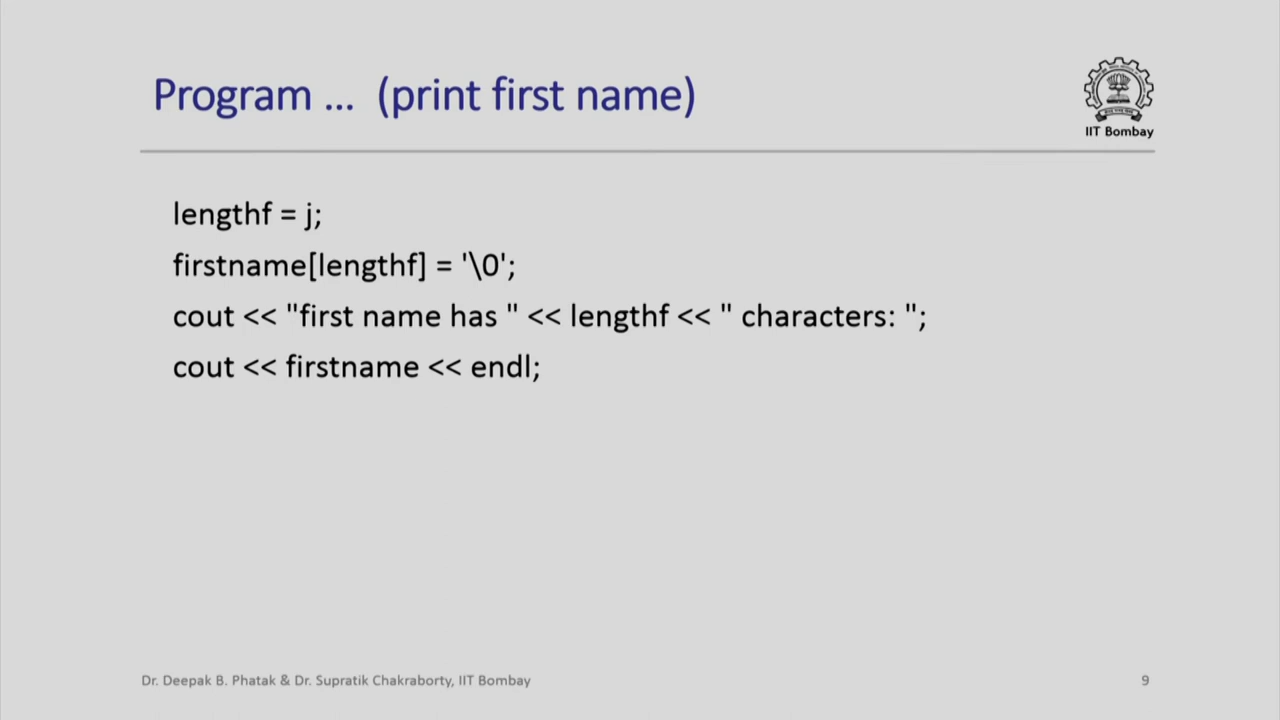 Program ... (print first name)
IIT Bombay
lengthf = j;
firstname[lengthf] = '\0';
cout << "first name has " << lengthf << " characters: ";
cout << firstname << endl;
Dr. Deepak B. Phatak & Dr. Supratik Chakraborty, IIT Bombay
9